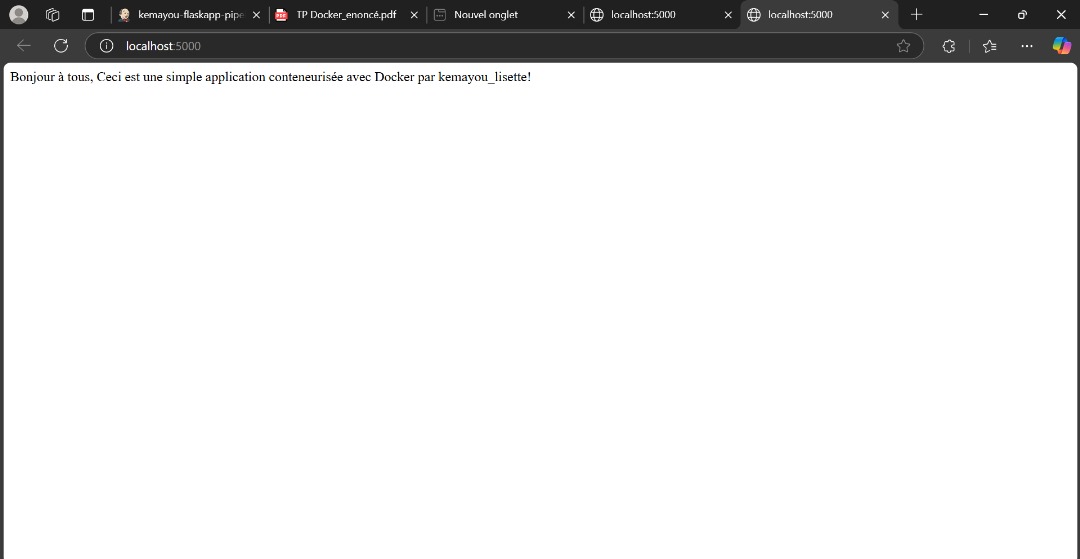 kemayou-flaskapp-pipe
TP Docker_enoncé.pdf
Nouvel onglet
localhost:5000
localhost:5000
localhost:5000
Bonjour à tous, Ceci est une simple application conteneurisée avec Docker par kemayou_lisette!